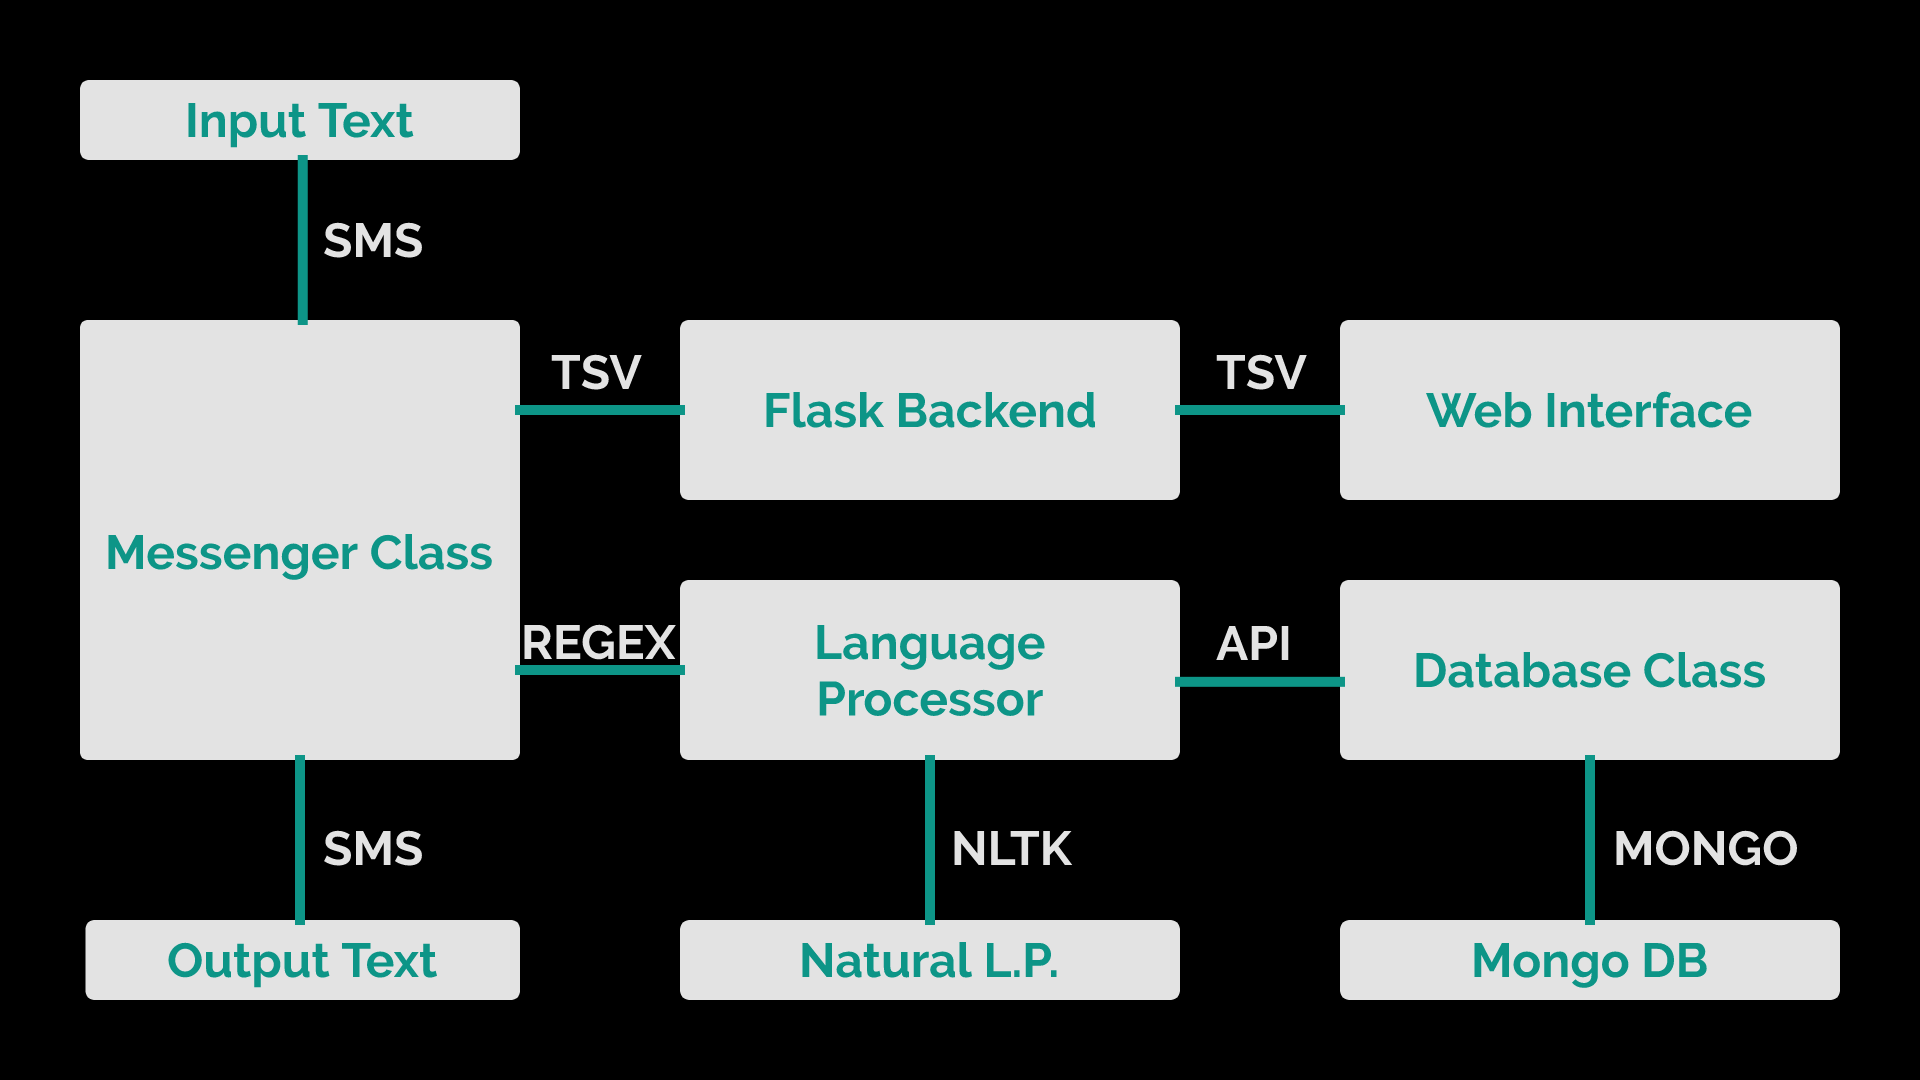 Input Text
SMS
TSV
TSV
Flask Backend
Web Interface
Messenger Class
REGEX
Language
Processor
API
Database Class
SMS
NLTK
MONGO
Output Text
Natural L.P.
Mongo DB